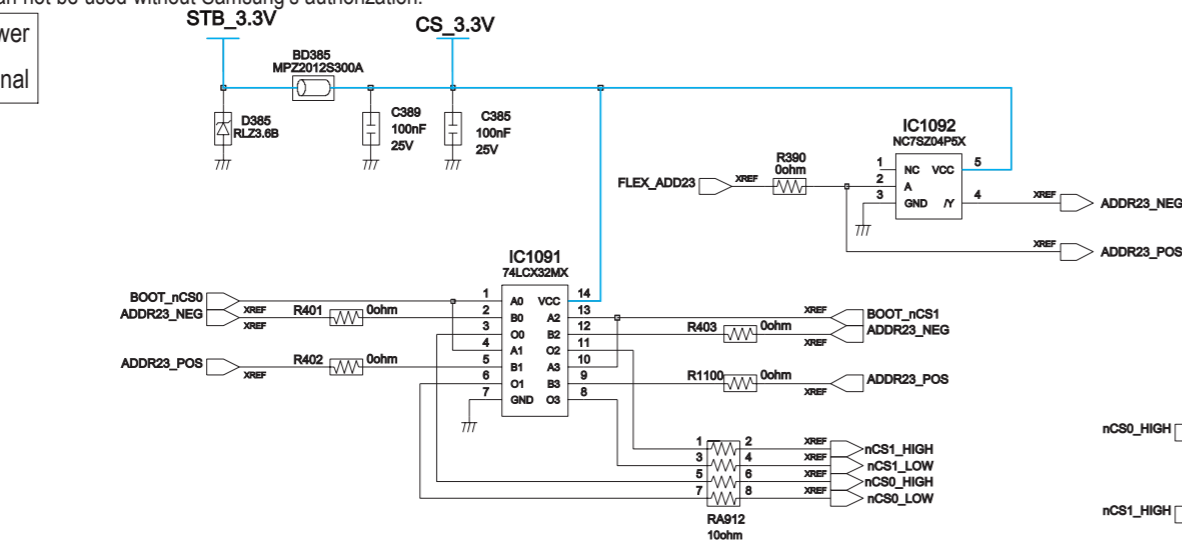 an not be used without Samsung's authorization.
wer
nal
STB_3.3V
CS_3.3V
BD385
MPZ2012S300A
D385
RLZ3.6B
C389
100nF
25V
C385
100nF
25V
IC1092
NC7SZ04P5X
1 NC VCC 5
2 A
3 GND /Y 4
FLEX_ADD23 XREF
R390
0ohm
XREF ADDR23_NEG
XREF ADDR23_POS
IC1091
74LCX32MX
BOOT_nCS0 XREF
ADDR23_NEG XREF
R401 0ohm
ADDR23_POS XREF
R402 0ohm
1 A0 VCC 14
2 B0 A2 13
3 O0 B2 12
4 A1 O2 11
5 B1 A3 10
6 O1 B3 9
7 GND O3 8
XREF BOOT_nCS1
R403 0ohm XREF ADDR23_NEG
R1100 0ohm XREF ADDR23_POS
1 2 XREF nCS1_HIGH
3 4 XREF nCS1_LOW
5 6 XREF nCS0_HIGH
7 8 XREF nCS0_LOW
RA912
10ohm
nCS0_HIGH
nCS1_HIGH